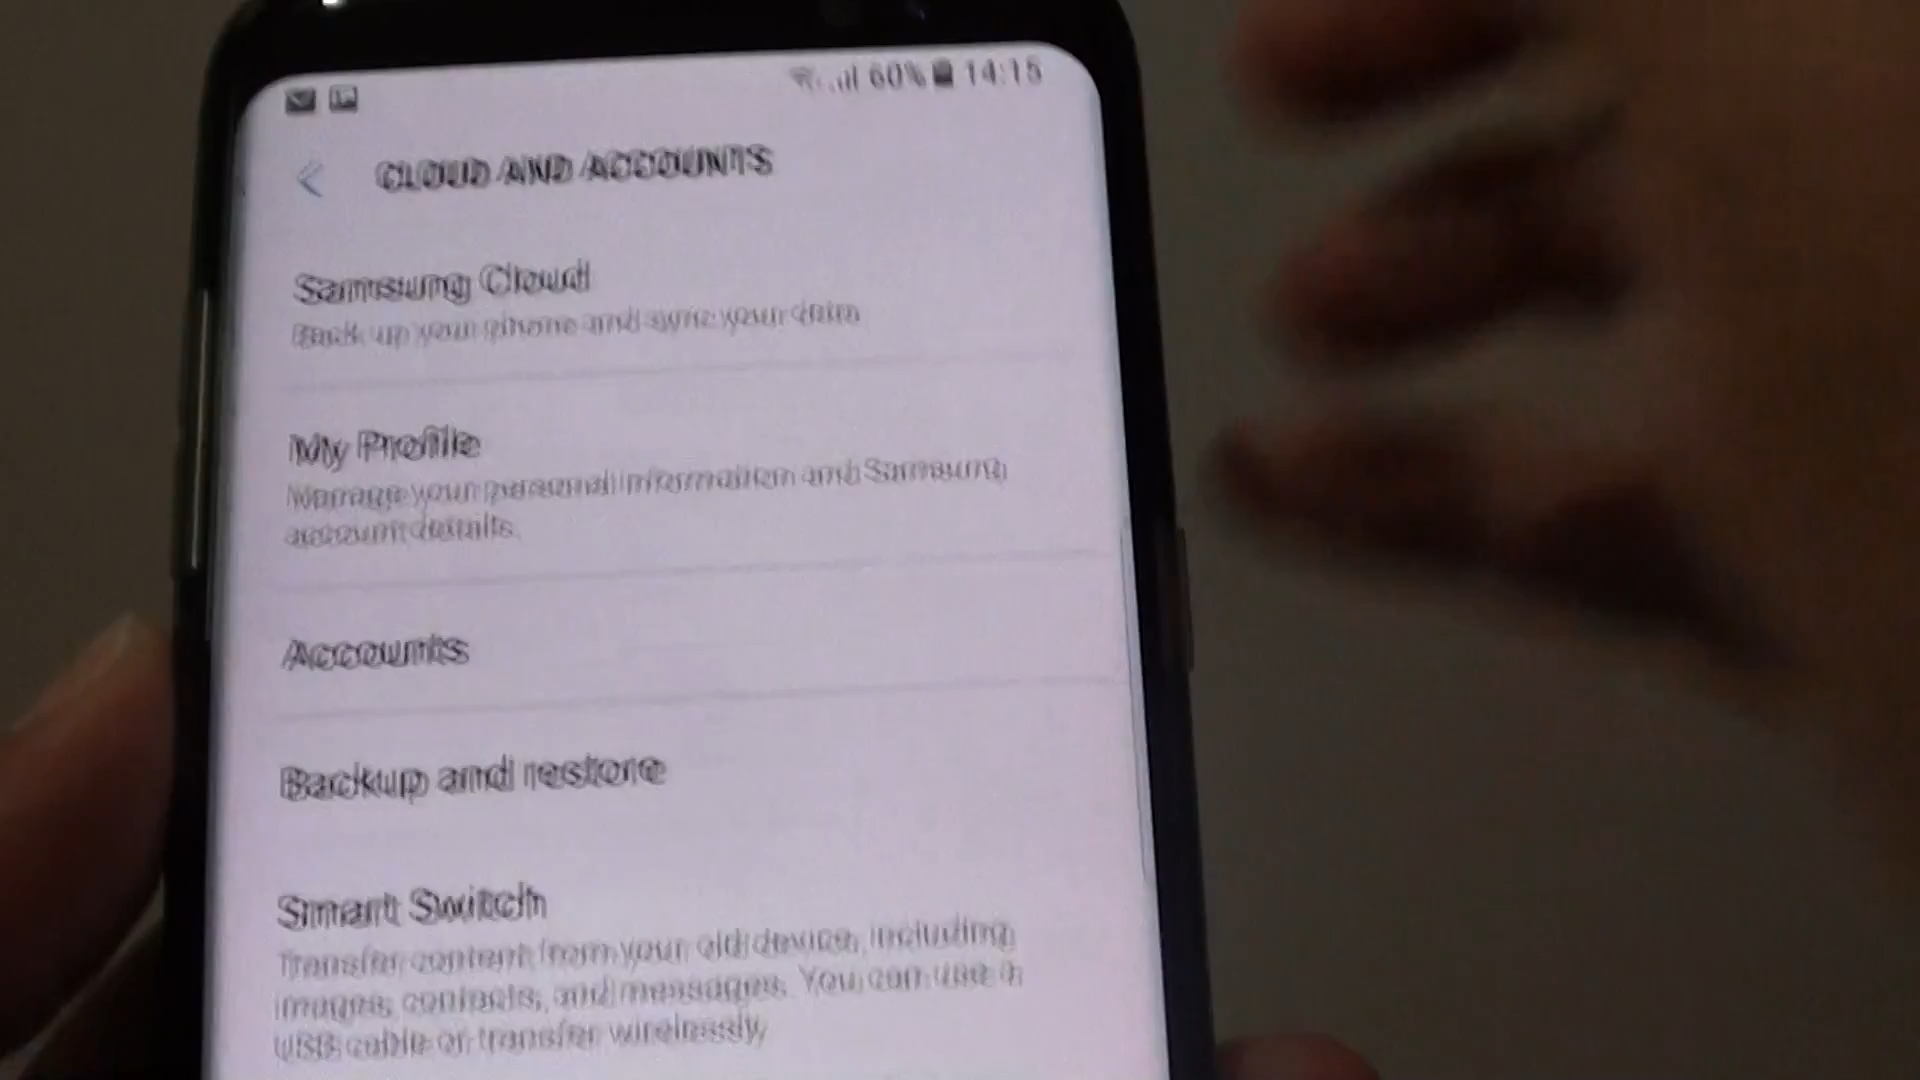 60% 14:15
CLOUD AND ACCOUNTS
Samsung Cloud
Back up your phone and sync your data
My Profile
Manage your personal information and Samsung
account details.
Accounts
Backup and restore
Smart Switch
Transfer content from your old device, including
images, contacts, and messages. You can use a
USB cable or transfer wirelessly